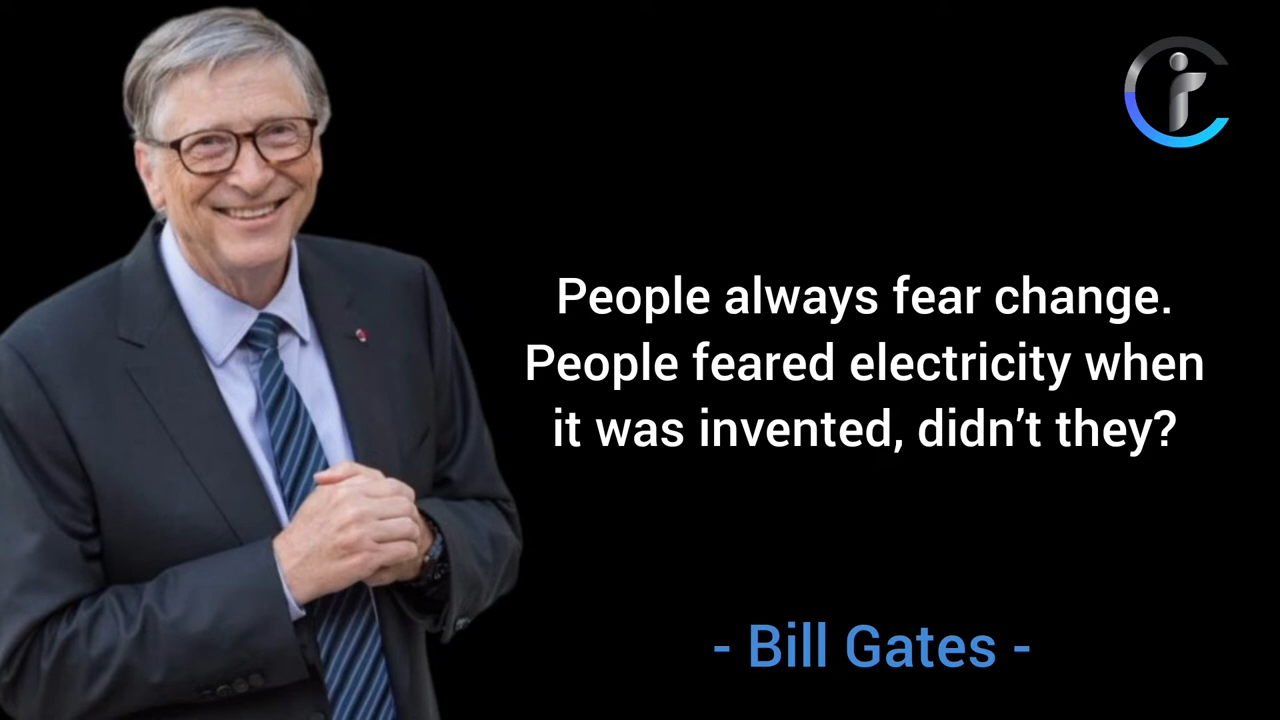 People always fear change.
People feared electricity when
it was invented, didn’t they?
- Bill Gates -